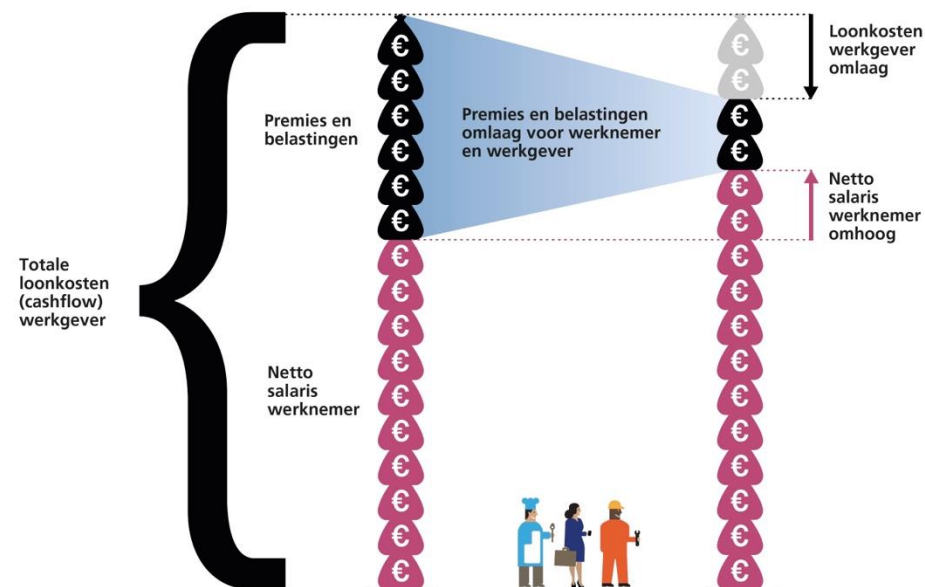 Totale
loonkosten
(cashflow)
werkgever
Premies en
belastingen
Netto
salaris
werknemer
Premies en belastingen
omlaag voor werknemer
en werkgever
Loonkosten
werkgever
omlaag
Netto
salaris
werknemer
omhoog